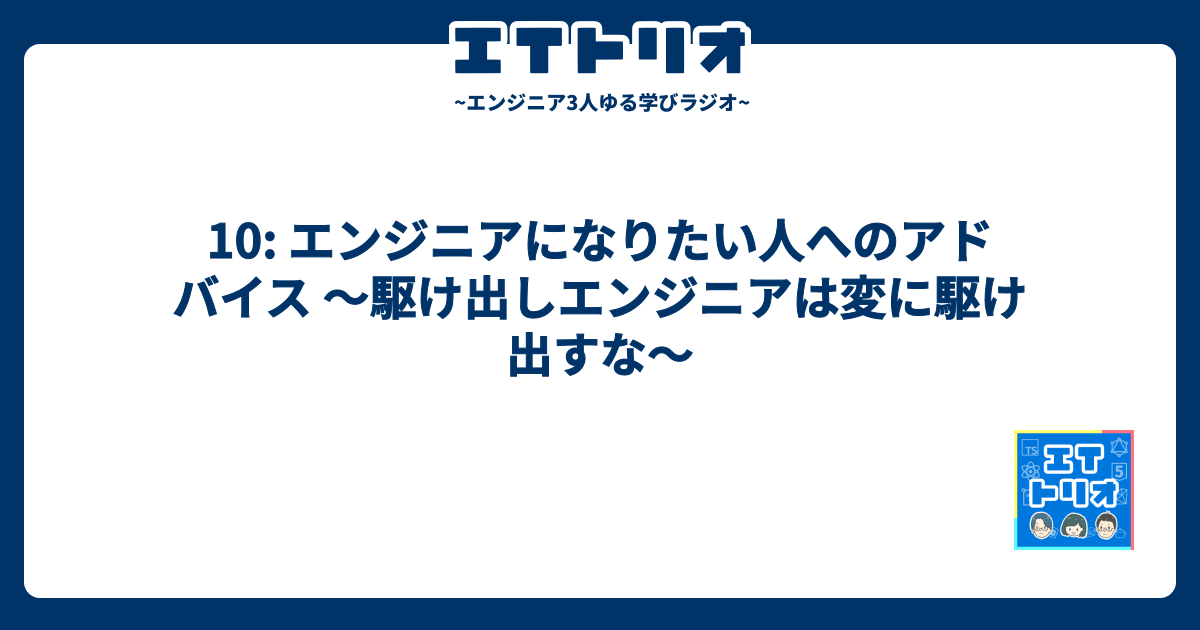 エイトリオ
~エンジニア3人ゆる学びラジオ~
10: エンジニアになりたい人へのアド
バイス 〜駆け出しエンジニアは変に駆け
出すな〜
TS
エイ
5
トリオ